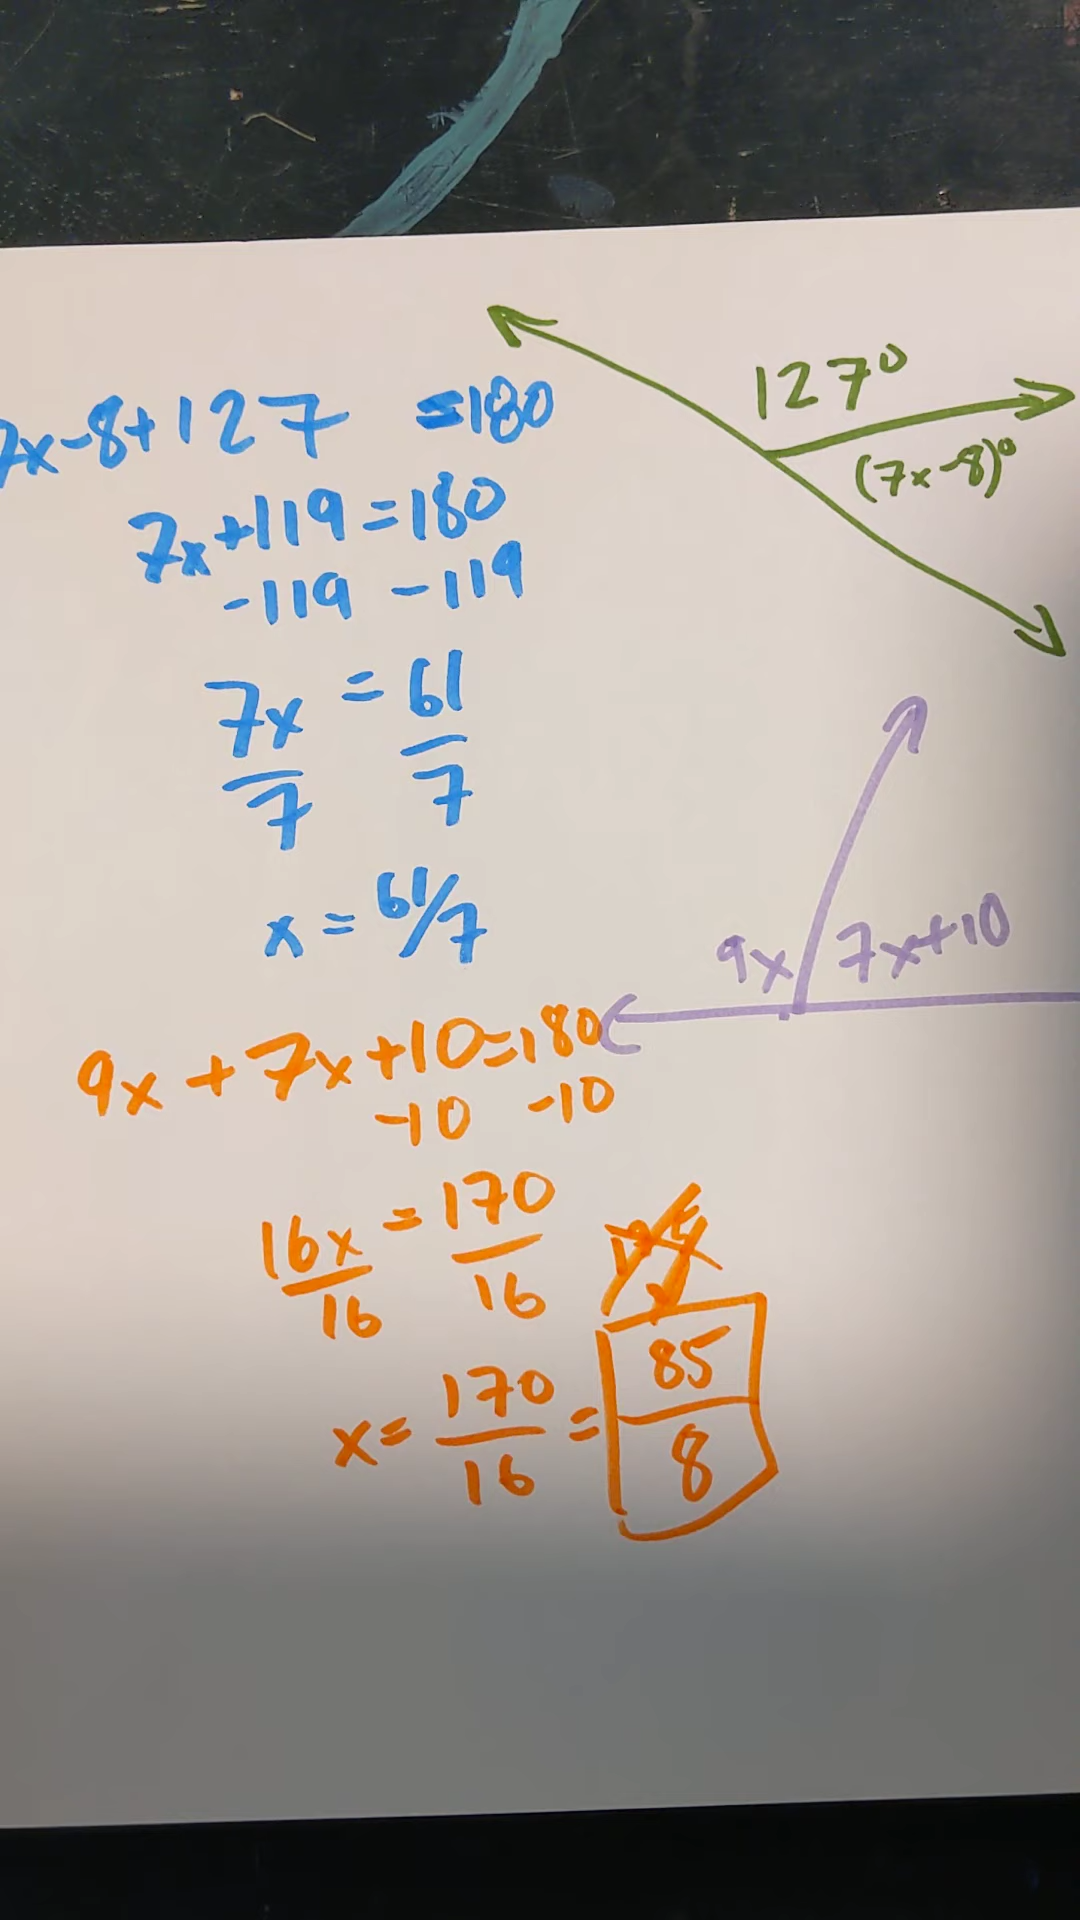 127°
(7x-8)°
7x-8+127 =180
7x+119=180
-119 -119
7x = 61
7 7
x = 61/7
9x 7x+10
9x + 7x+10=180
-10 -10
16x = 170
16 16
x = 170/16 = 85/8